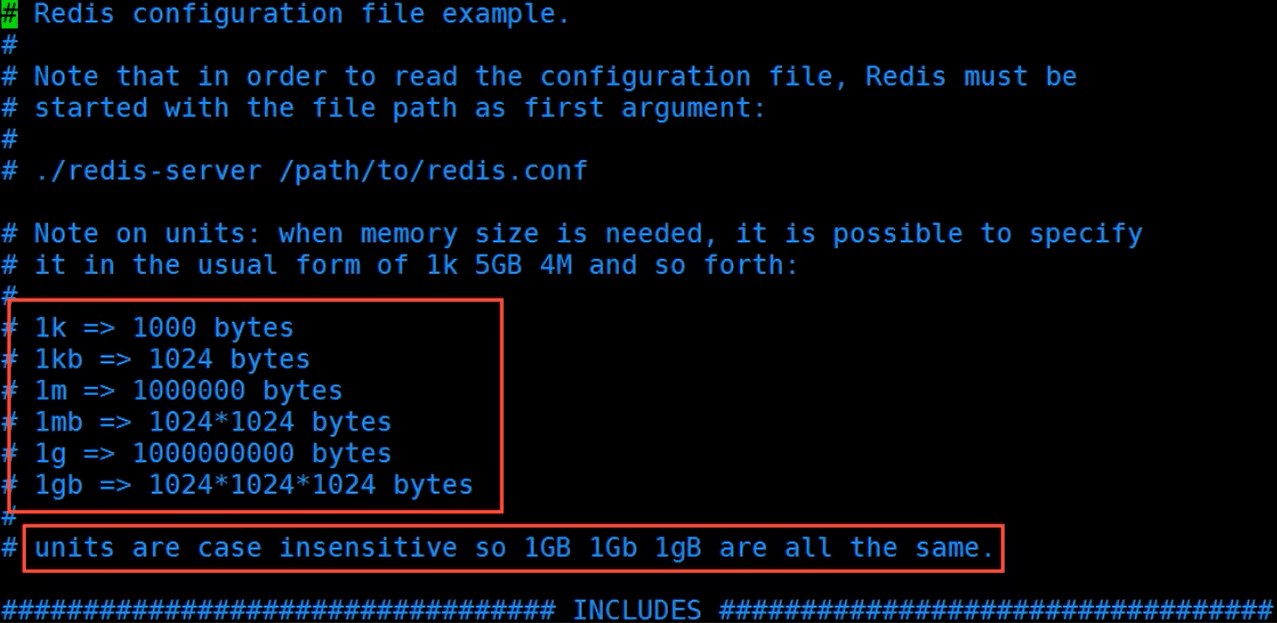 # Redis configuration file example.
#
# Note that in order to read the configuration file, Redis must be
# started with the file path as first argument:
#
# ./redis-server /path/to/redis.conf
# Note on units: when memory size is needed, it is possible to specify
# it in the usual form of 1k 5GB 4M and so forth:
#
# 1k => 1000 bytes
# 1kb => 1024 bytes
# 1m => 1000000 bytes
# 1mb => 1024*1024 bytes
# 1g => 1000000000 bytes
# 1gb => 1024*1024*1024 bytes
#
# units are case insensitive so 1GB 1Gb 1gB are all the same.
################################## INCLUDES ##################################